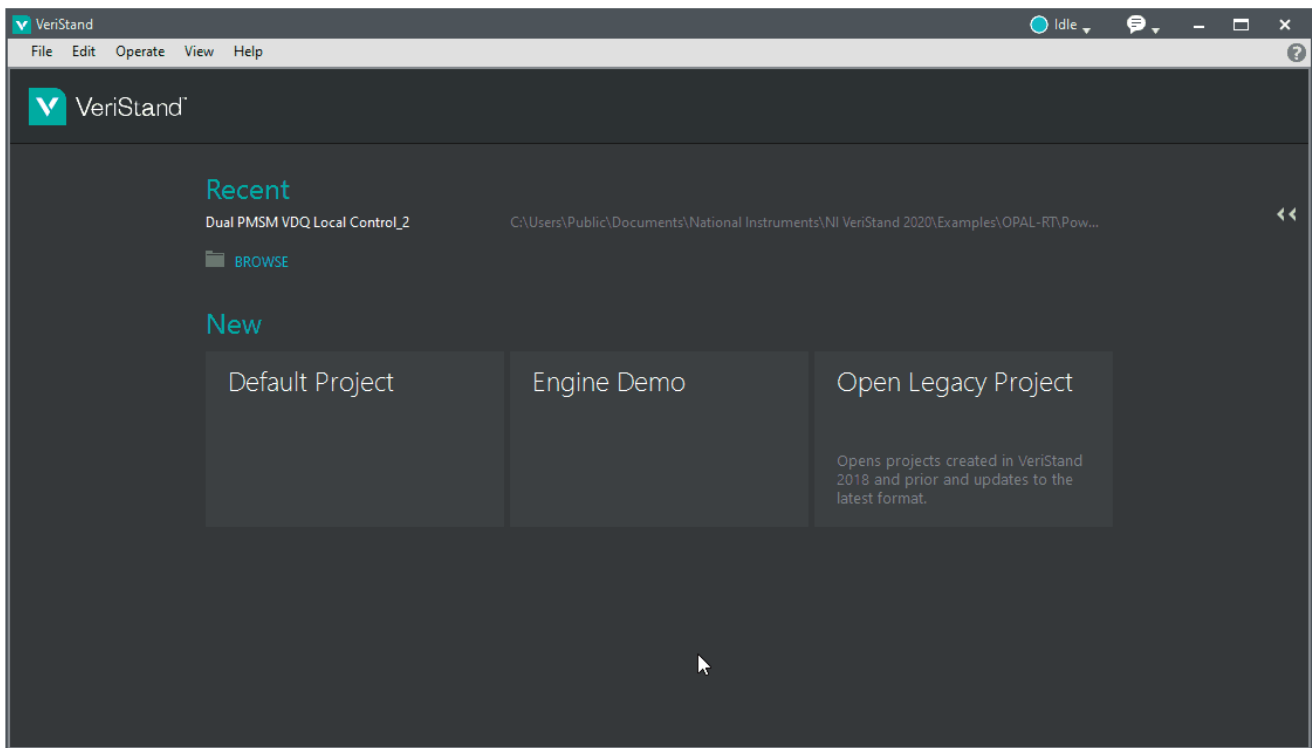 VeriStand
Idle
File Edit Operate View Help
VeriStand™
Recent
Dual PMSM VDQ Local Control_2 C:\Users\Public\Documents\National Instruments\NI VeriStand 2020\Examples\OPAL-RT\Pow...
BROWSE
New
Default Project
Engine Demo
Open Legacy Project
Opens projects created in VeriStand
2018 and prior and updates to the
latest format.